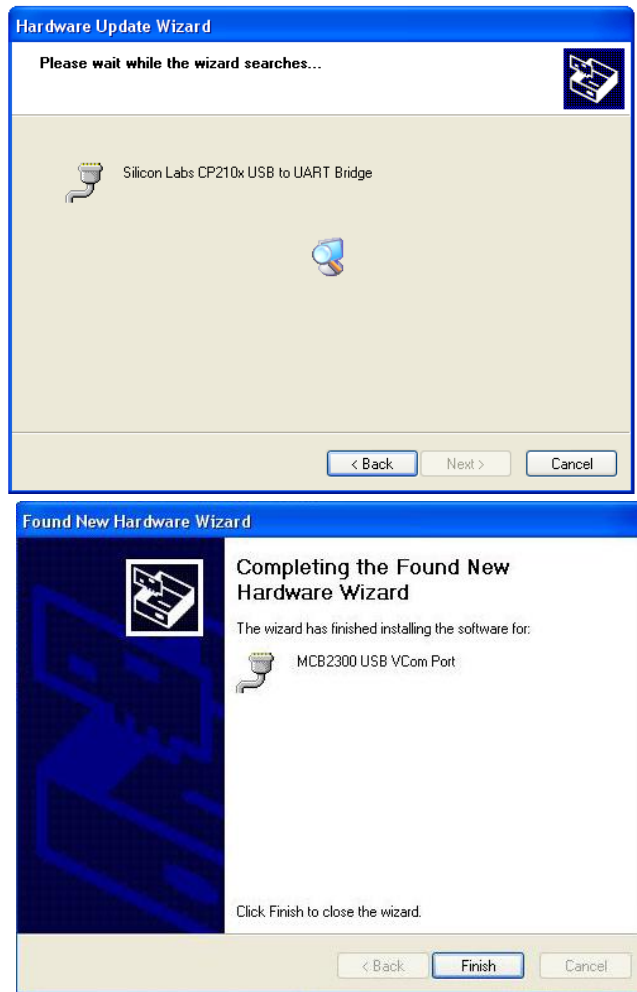 Hardware Update Wizard
Please wait while the wizard searches...
Silicon Labs CP210x USB to UART Bridge
< Back Next > Cancel
Found New Hardware Wizard
Completing the Found New
Hardware Wizard
The wizard has finished installing the software for:
MCB2300 USB VCom Port
Click Finish to close the wizard.
< Back Finish Cancel